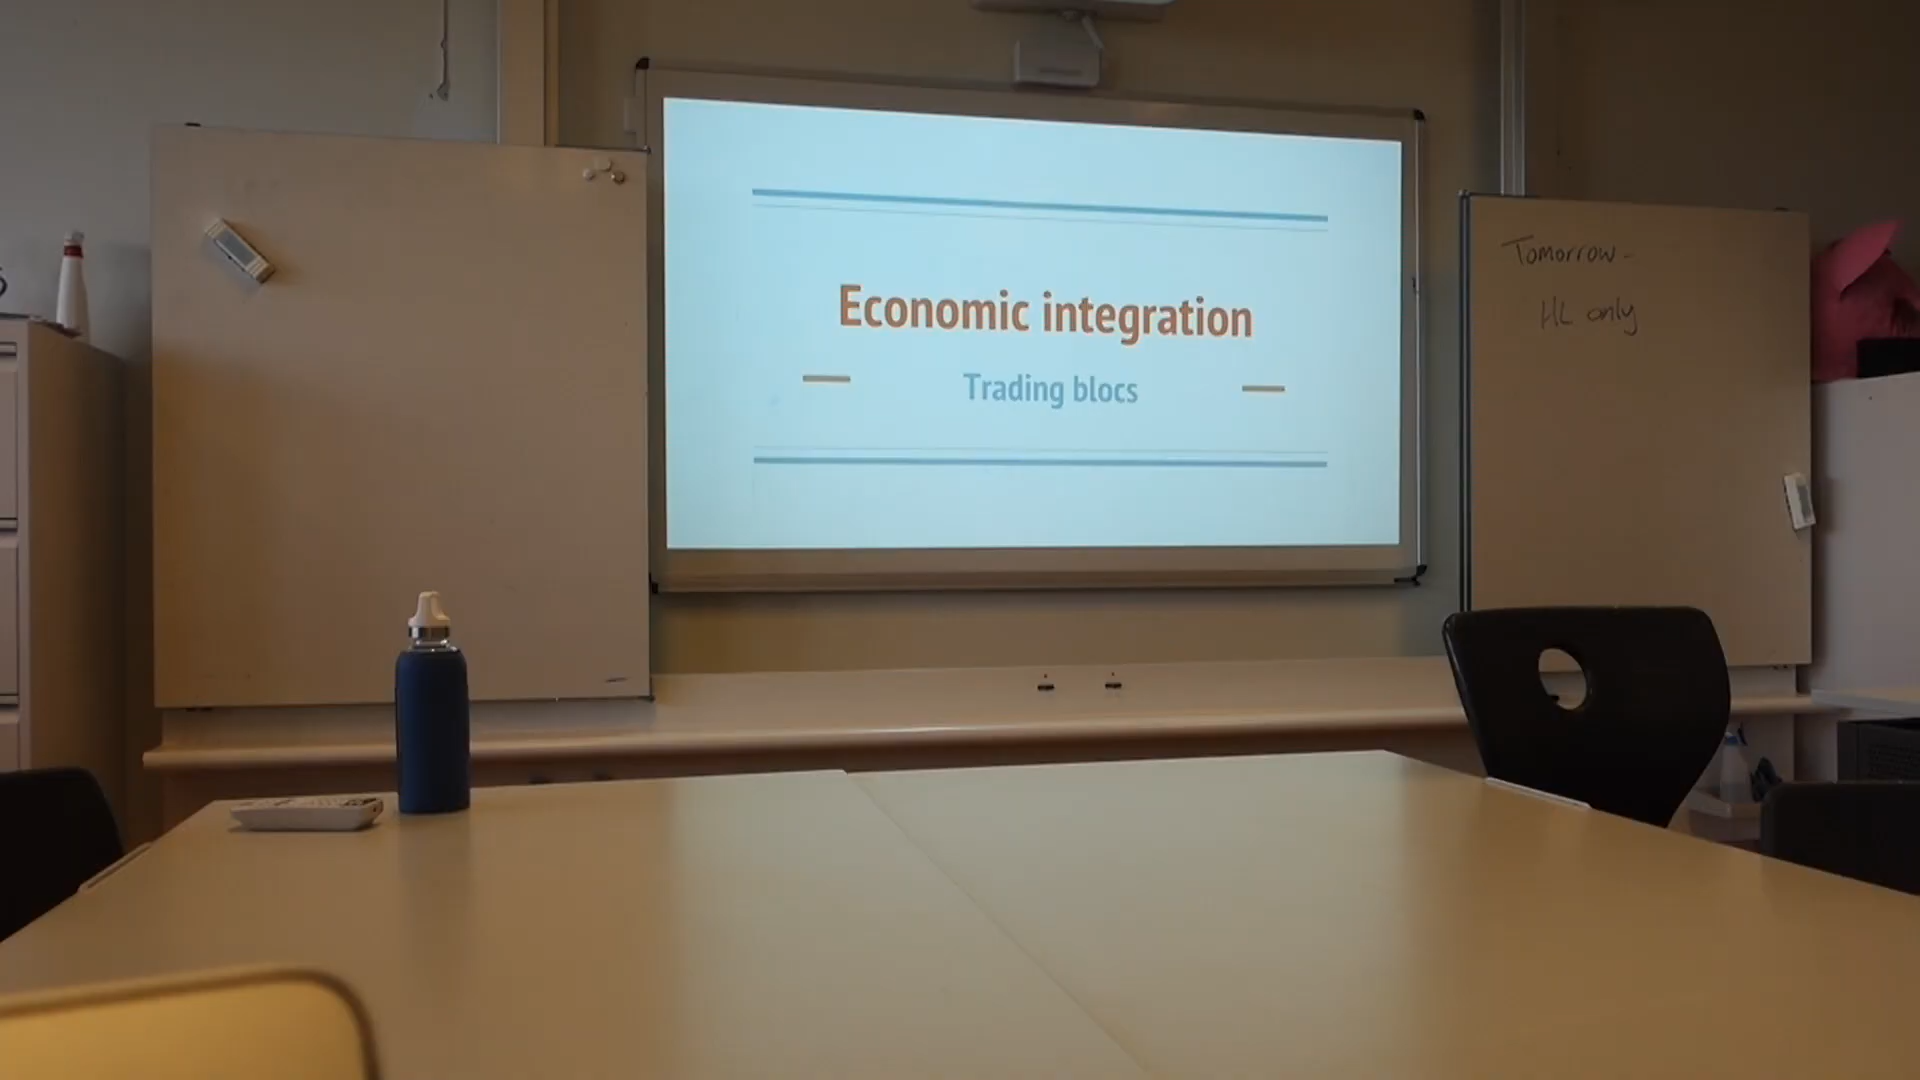 Economic integration
Trading blocs
Tomorrow -
HL only